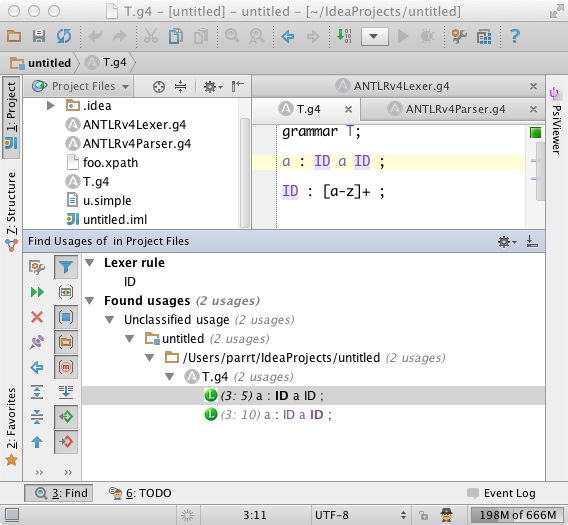 T.g4 – [untitled] – untitled – [~/IdeaProjects/untitled]
untitled T.g4
1: Project
Z: Structure
2: Favorites
Project Files
.idea
ANTLRv4Lexer.g4
ANTLRv4Parser.g4
foo.xpath
T.g4
u.simple
untitled.iml
ANTLRv4Lexer.g4
T.g4 ANTLRv4Parser.g4
grammar T;
a : ID a ID ;
ID : [a-z]+ ;
PsiViewer
Find Usages of in Project Files
Lexer rule
ID
Found usages (2 usages)
Unclassified usage (2 usages)
untitled (2 usages)
/Users/parrt/IdeaProjects/untitled (2 usages)
T.g4 (2 usages)
(3: 5) a : ID a ID ;
(3: 10) a : ID a ID ;
3: Find 6: TODO Event Log
3:11 UTF-8 198M of 666M